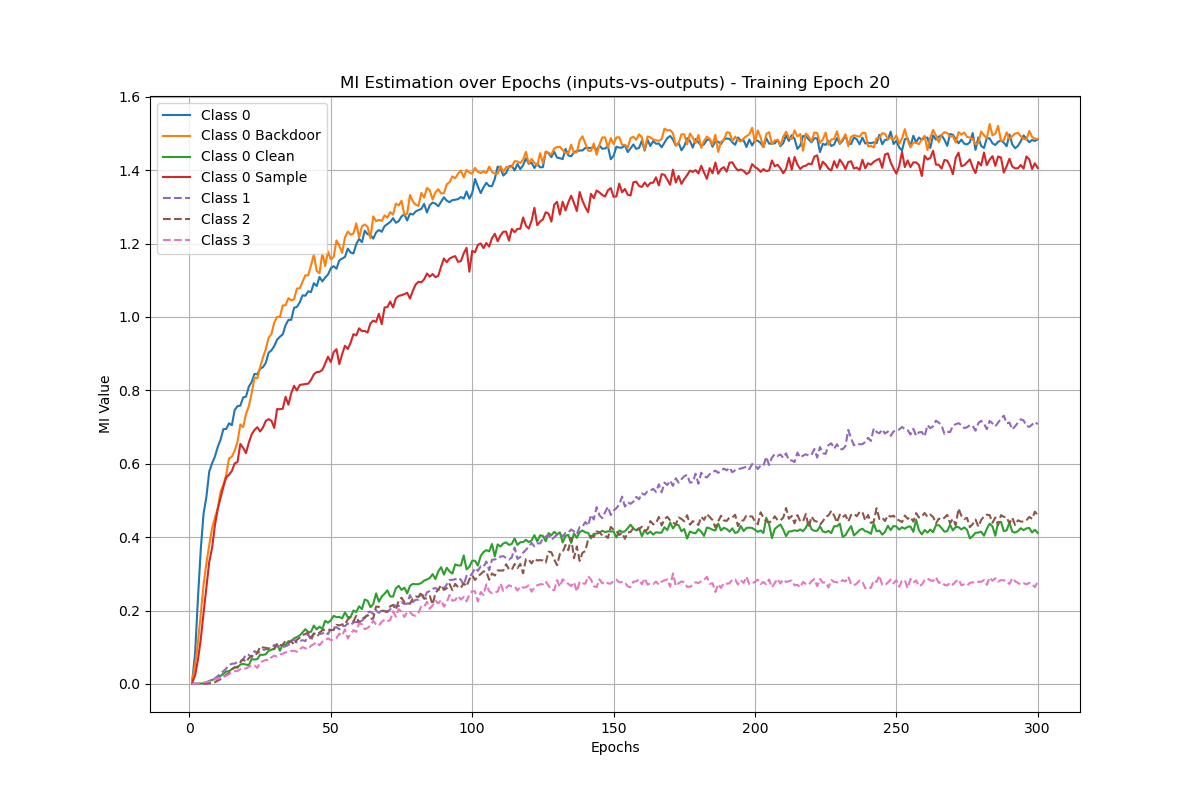 MI Estimation over Epochs (inputs-vs-outputs) - Training Epoch 20
1.6
1.4
1.2
1.0
0.8
0.6
0.4
0.2
0.0
MI Value
Class 0
Class 0 Backdoor
Class 0 Clean
Class 0 Sample
Class 1
Class 2
Class 3
0 50 100 150 200 250 300
Epochs